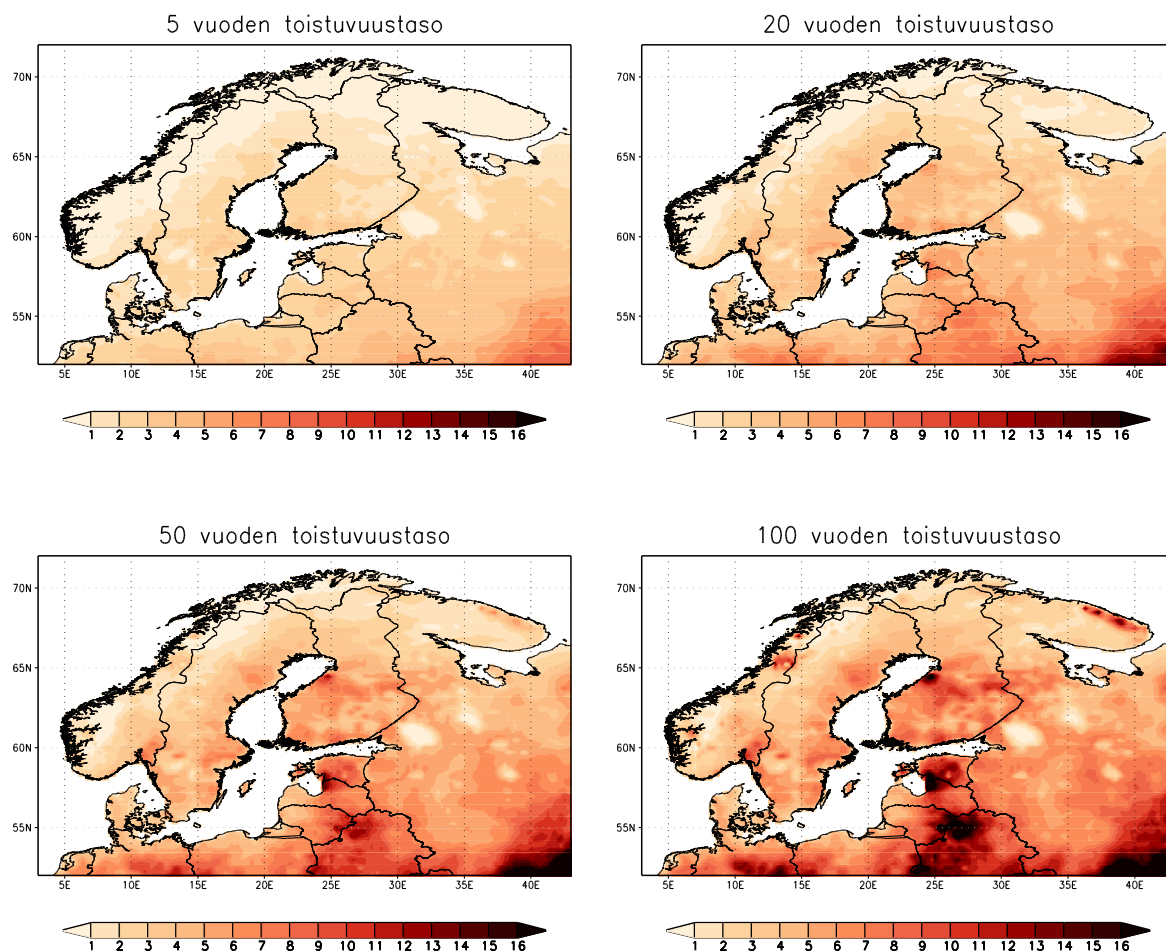 5 vuoden toistuvuustaso
20 vuoden toistuvuustaso
70N
65N
60N
55N
5E 10E 15E 20E 25E 30E 35E 40E
1 2 3 4 5 6 7 8 9 10 11 12 13 14 15 16
70N
65N
60N
55N
5E 10E 15E 20E 25E 30E 35E 40E
1 2 3 4 5 6 7 8 9 10 11 12 13 14 15 16
50 vuoden toistuvuustaso
100 vuoden toistuvuustaso
70N
65N
60N
55N
5E 10E 15E 20E 25E 30E 35E 40E
1 2 3 4 5 6 7 8 9 10 11 12 13 14 15 16
70N
65N
60N
55N
5E 10E 15E 20E 25E 30E 35E 40E
1 2 3 4 5 6 7 8 9 10 11 12 13 14 15 16